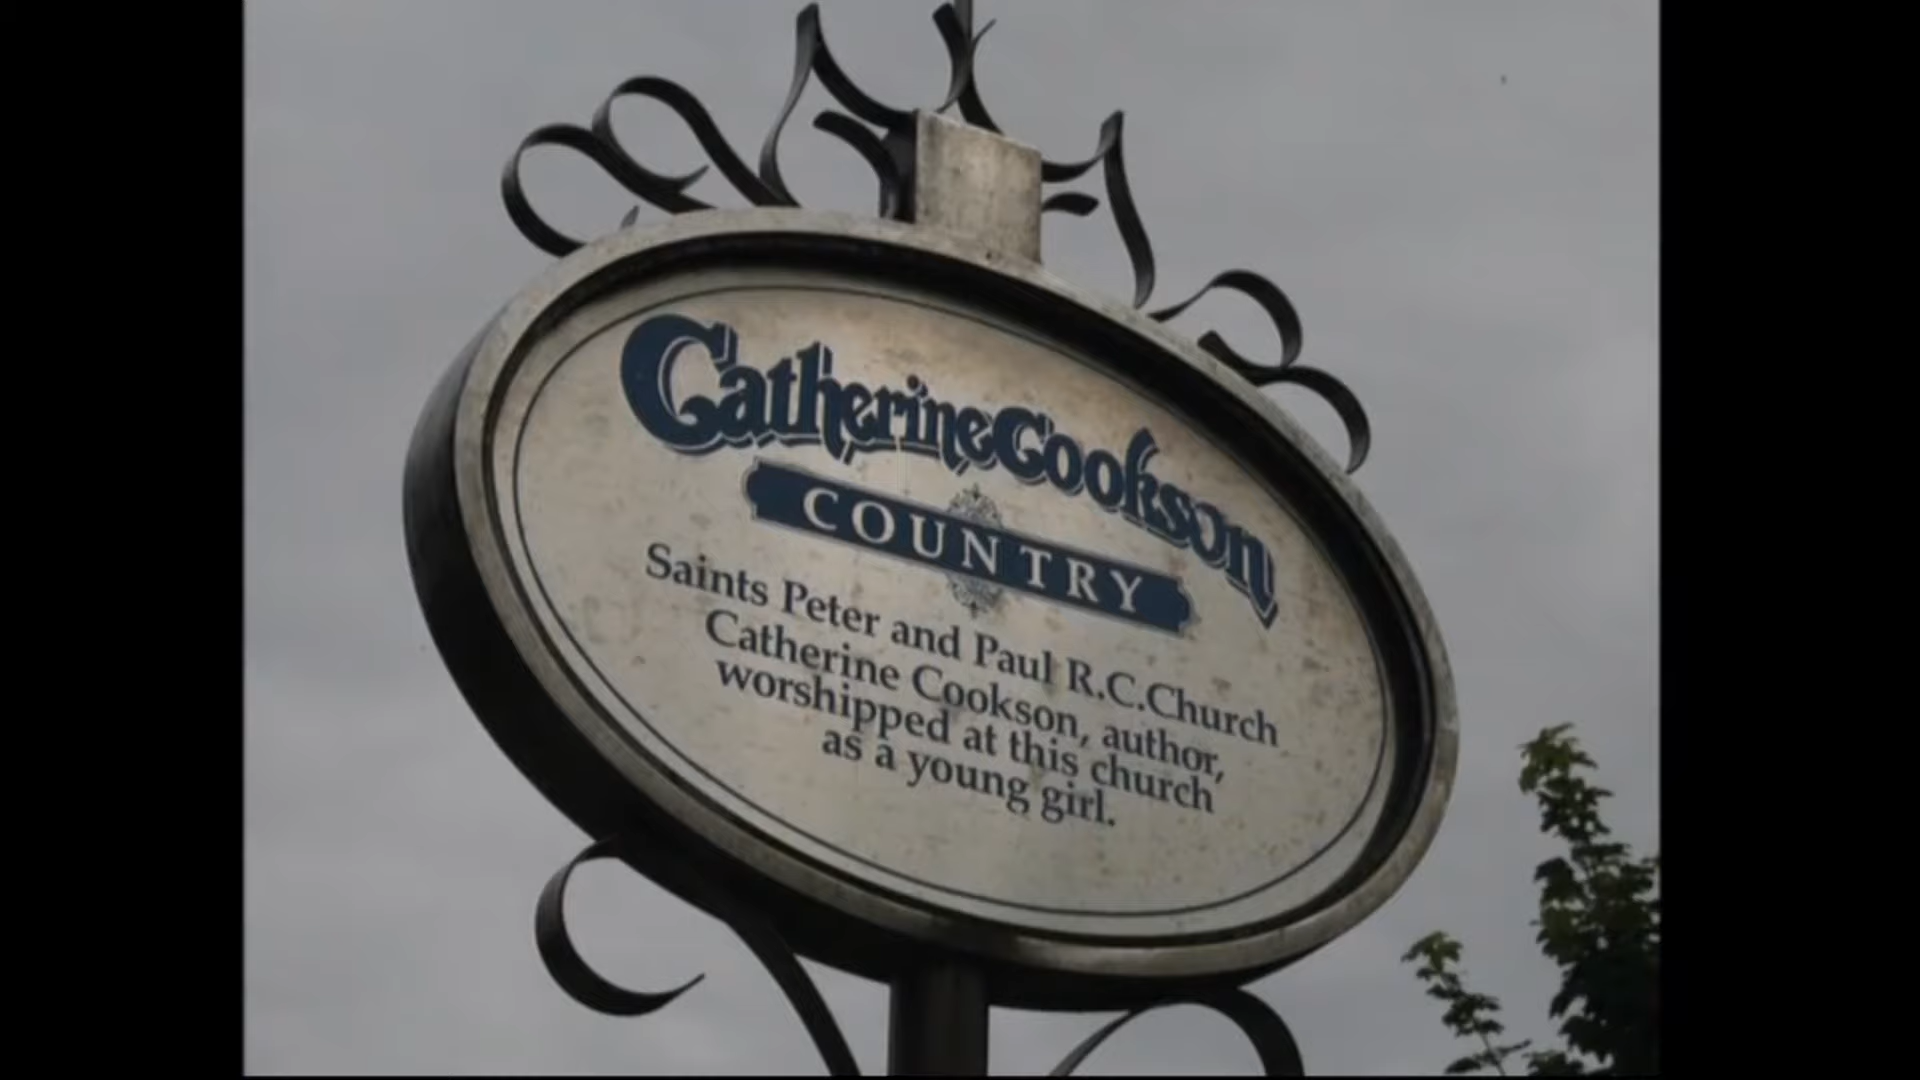 Catherine Cookson
COUNTRY
Saints Peter and Paul R.C.Church
Catherine Cookson, author,
worshipped at this church
as a young girl.